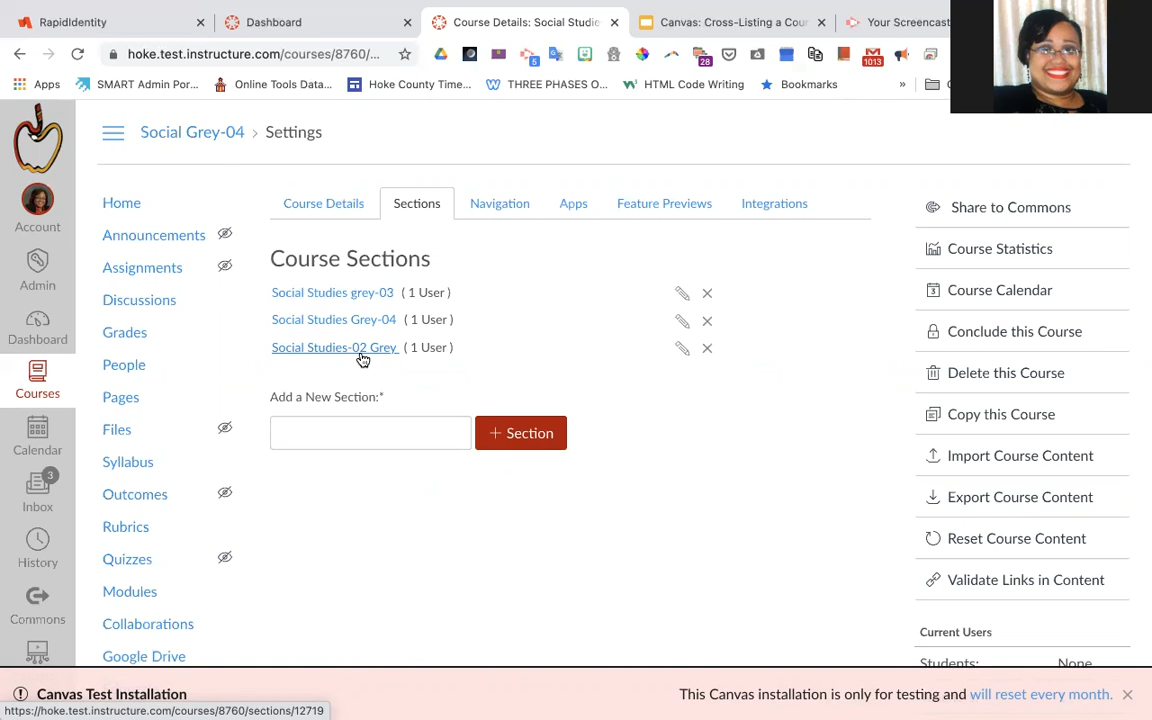 RapidIdentity
Dashboard
Course Details: Social Studie
Canvas: Cross-Listing a Cou
Your Screencast
hoke.test.instructure.com/courses/8760/...
5
28
1013
Apps
SMART Admin Por...
Online Tools Data...
Hoke County Time...
THREE PHASES O...
HTML Code Writing
Bookmarks
»
Social Grey-04 > Settings
Account
Admin
Dashboard
Courses
Calendar
3
Inbox
History
Commons
Home
Announcements
Assignments
Discussions
Grades
People
Pages
Files
Syllabus
Outcomes
Rubrics
Quizzes
Modules
Collaborations
Google Drive
Course Details
Sections
Navigation
Apps
Feature Previews
Integrations
Course Sections
Social Studies grey-03 ( 1 User )
Social Studies Grey-04 ( 1 User )
Social Studies-02 Grey ( 1 User )
Add a New Section:*
+ Section
Share to Commons
Course Statistics
Course Calendar
Conclude this Course
Delete this Course
Copy this Course
Import Course Content
Export Course Content
Reset Course Content
Validate Links in Content
Current Users
Students: None
Canvas Test Installation
This Canvas installation is only for testing and will reset every month.
https://hoke.test.instructure.com/courses/8760/sections/12719